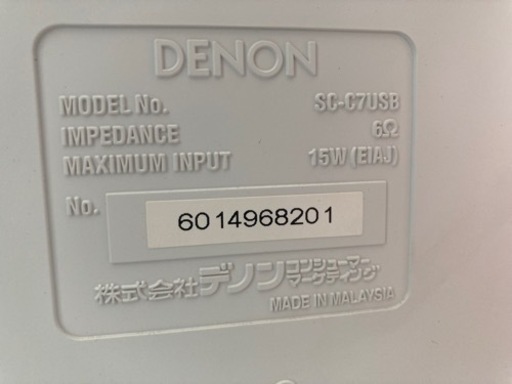 DENON
MODEL No. SC-C7USB
IMPEDANCE 6Ω
MAXIMUM INPUT 15W(EIAJ)
No. 6014968201
株式会社デノンコンシューマーマーケティング
MADE IN MALAYSIA